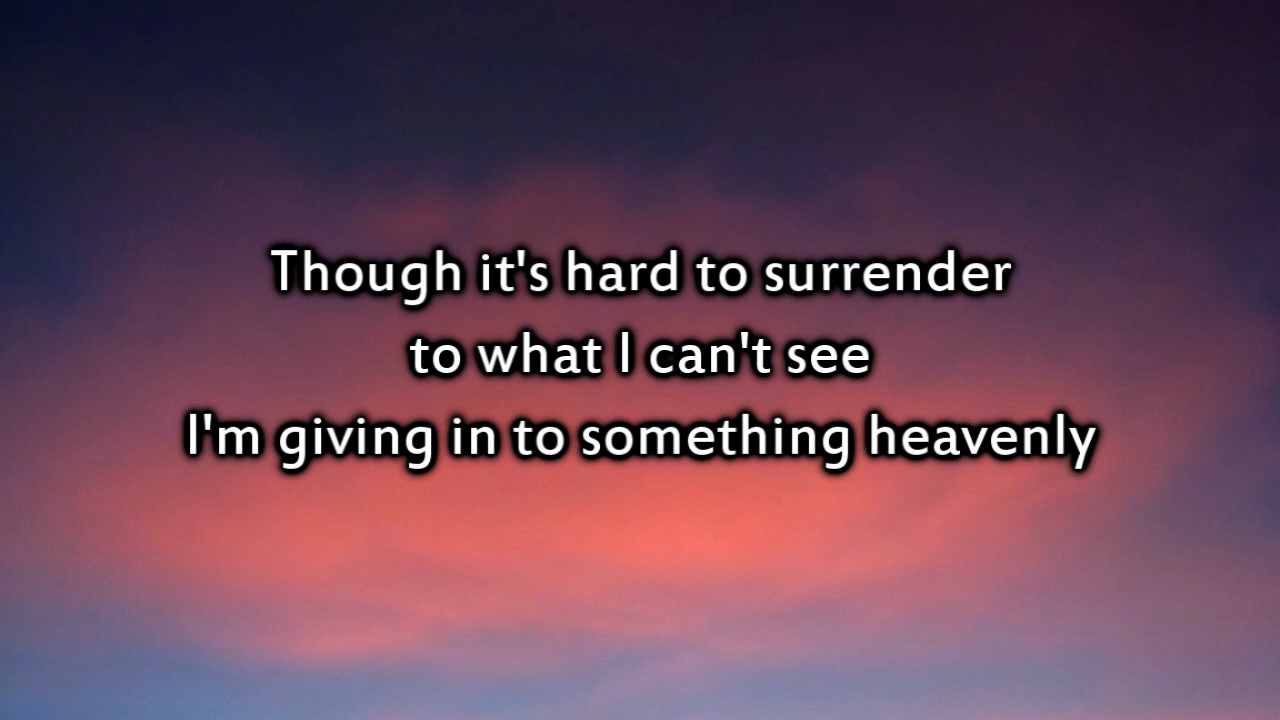 Though it's hard to surrender
to what I can't see
I'm giving in to something heavenly